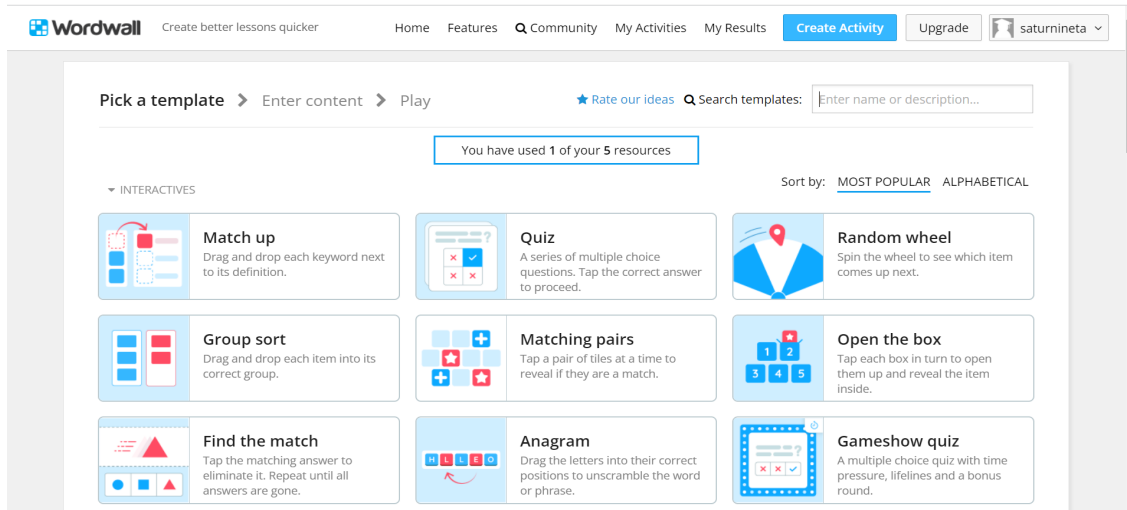 Wordwall Create better lessons quicker Home Features Community My Activities My Results Create Activity Upgrade saturnineta
Pick a template > Enter content > Play Rate our ideas Search templates: Enter name or description...
You have used 1 of your 5 resources
INTERACTIVES Sort by: MOST POPULAR ALPHABETICAL
Match up
Drag and drop each keyword next
to its definition.
Quiz
A series of multiple choice
questions. Tap the correct answer
to proceed.
Random wheel
Spin the wheel to see which item
comes up next.
Group sort
Drag and drop each item into its
correct group.
Matching pairs
Tap a pair of tiles at a time to
reveal if they are a match.
1 2
3 4 5
Open the box
Tap each box in turn to open
them up and reveal the item
inside.
Find the match
Tap the matching answer to
eliminate it. Repeat until all
answers are gone.
H L L E O
Anagram
Drag the letters into their correct
positions to unscramble the word
or phrase.
Gameshow quiz
A multiple choice quiz with time
pressure, lifelines and a bonus
round.